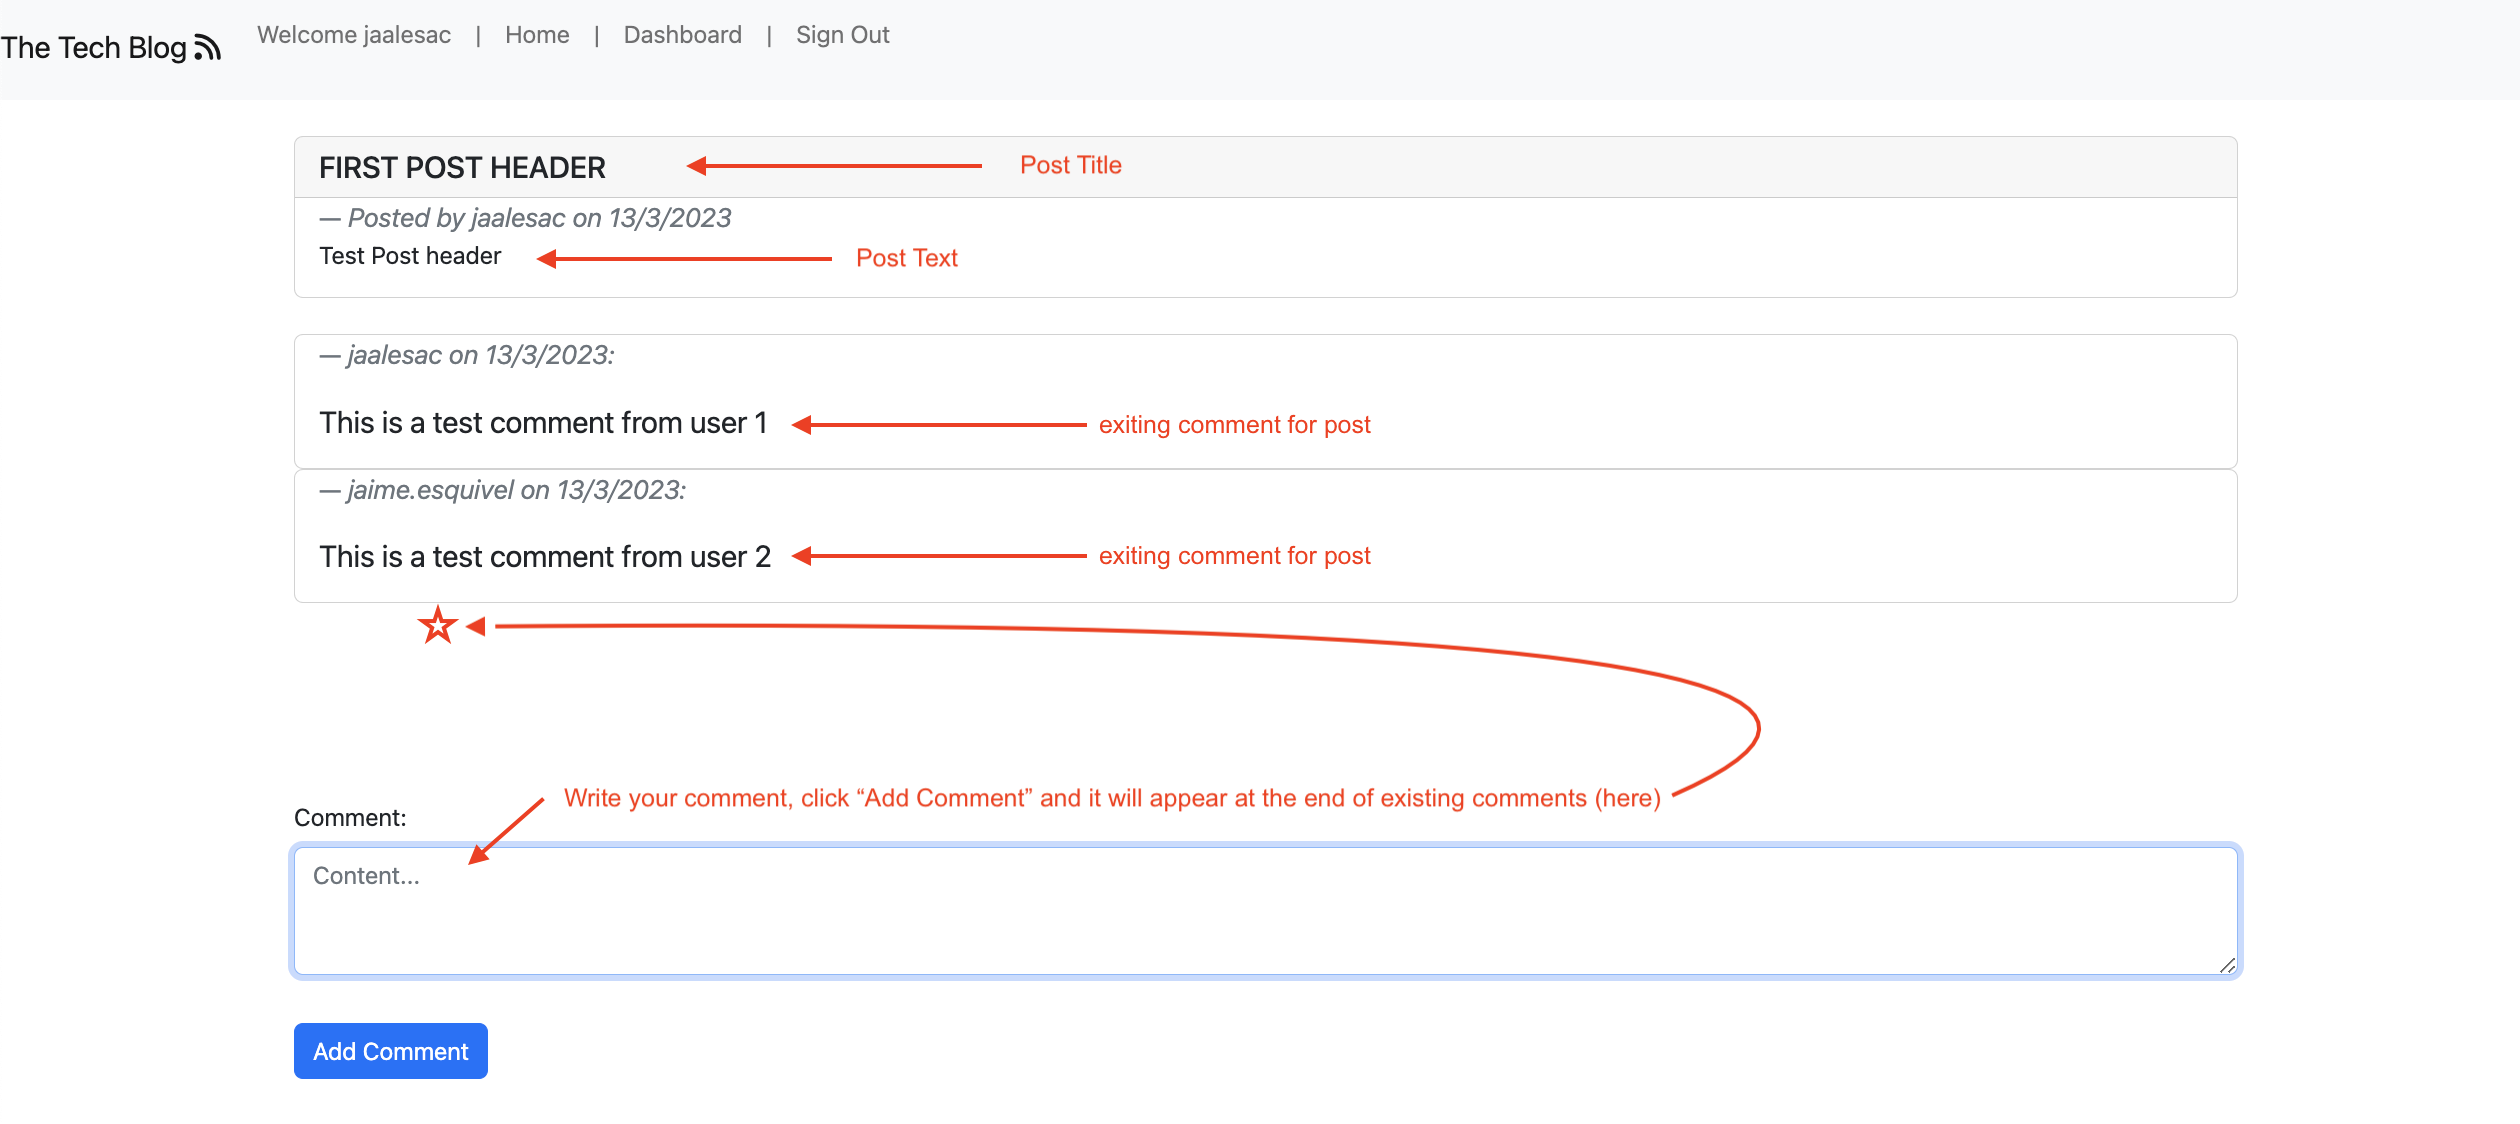 The Tech Blog
Welcome jaalesac | Home | Dashboard | Sign Out
FIRST POST HEADER
Post Title
— Posted by jaalesac on 13/3/2023
Test Post header
Post Text
— jaalesac on 13/3/2023:
This is a test comment from user 1
exiting comment for post
— jaime.esquivel on 13/3/2023:
This is a test comment from user 2
exiting comment for post
Write your comment, click “Add Comment” and it will appear at the end of existing comments (here)
Comment:
Content...
Add Comment